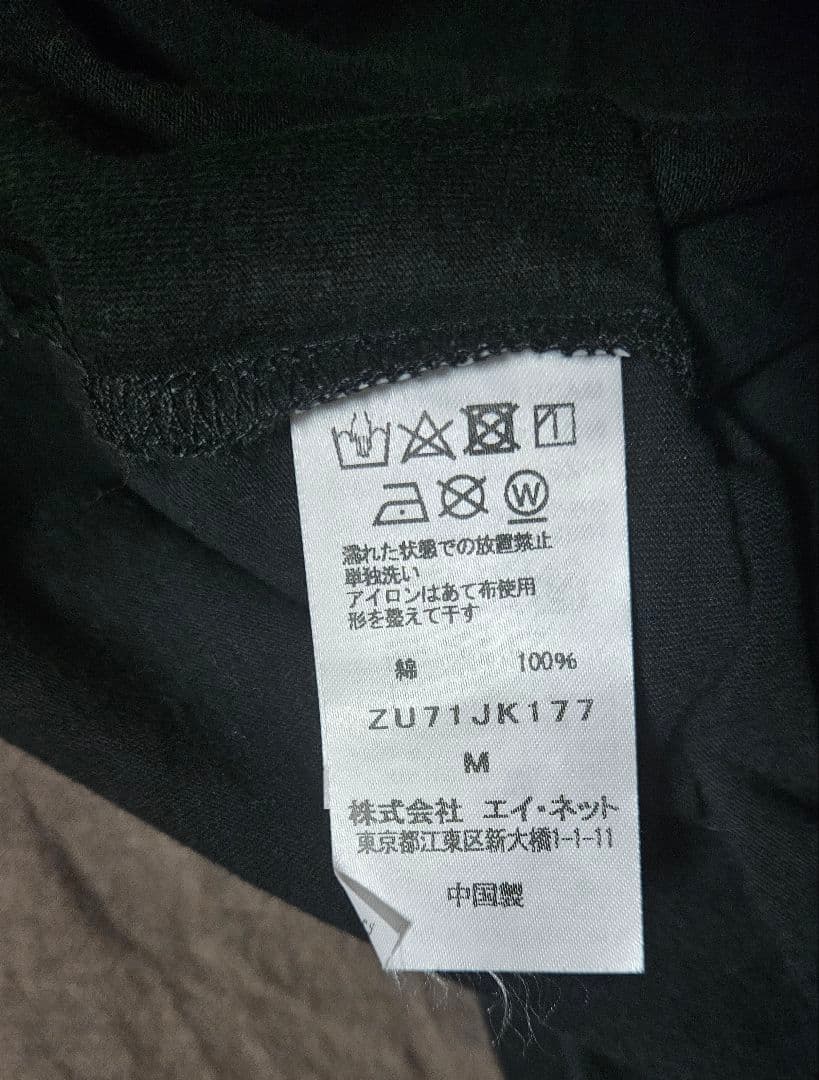 W
濡れた状態での放置禁止
単独洗い
アイロンはあて布使用
形を整えて干す
綿 100%
ZU71JK177
M
株式会社 エイ・ネット
東京都江東区新大橋1-1-11
中国製